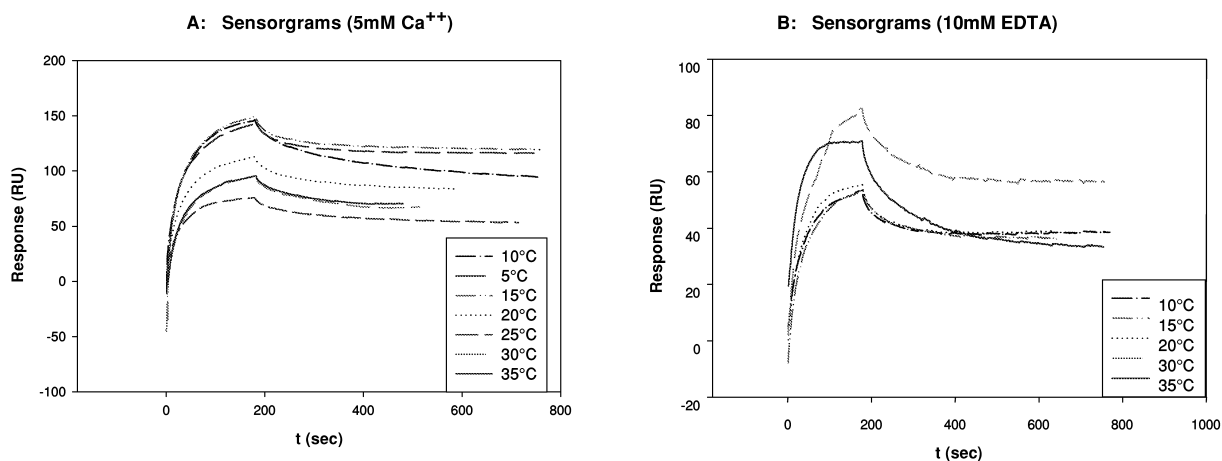 A: Sensorgrams (5mM Ca++)
200
150
100
50
0
-50
-100
Response (RU)
0
200
400
600
800
t (sec)
10°C
5°C
15°C
20°C
25°C
30°C
35°C
B: Sensorgrams (10mM EDTA)
100
80
60
40
20
0
-20
Response (RU)
0
200
400
600
800
1000
t (sec)
10°C
15°C
20°C
30°C
35°C